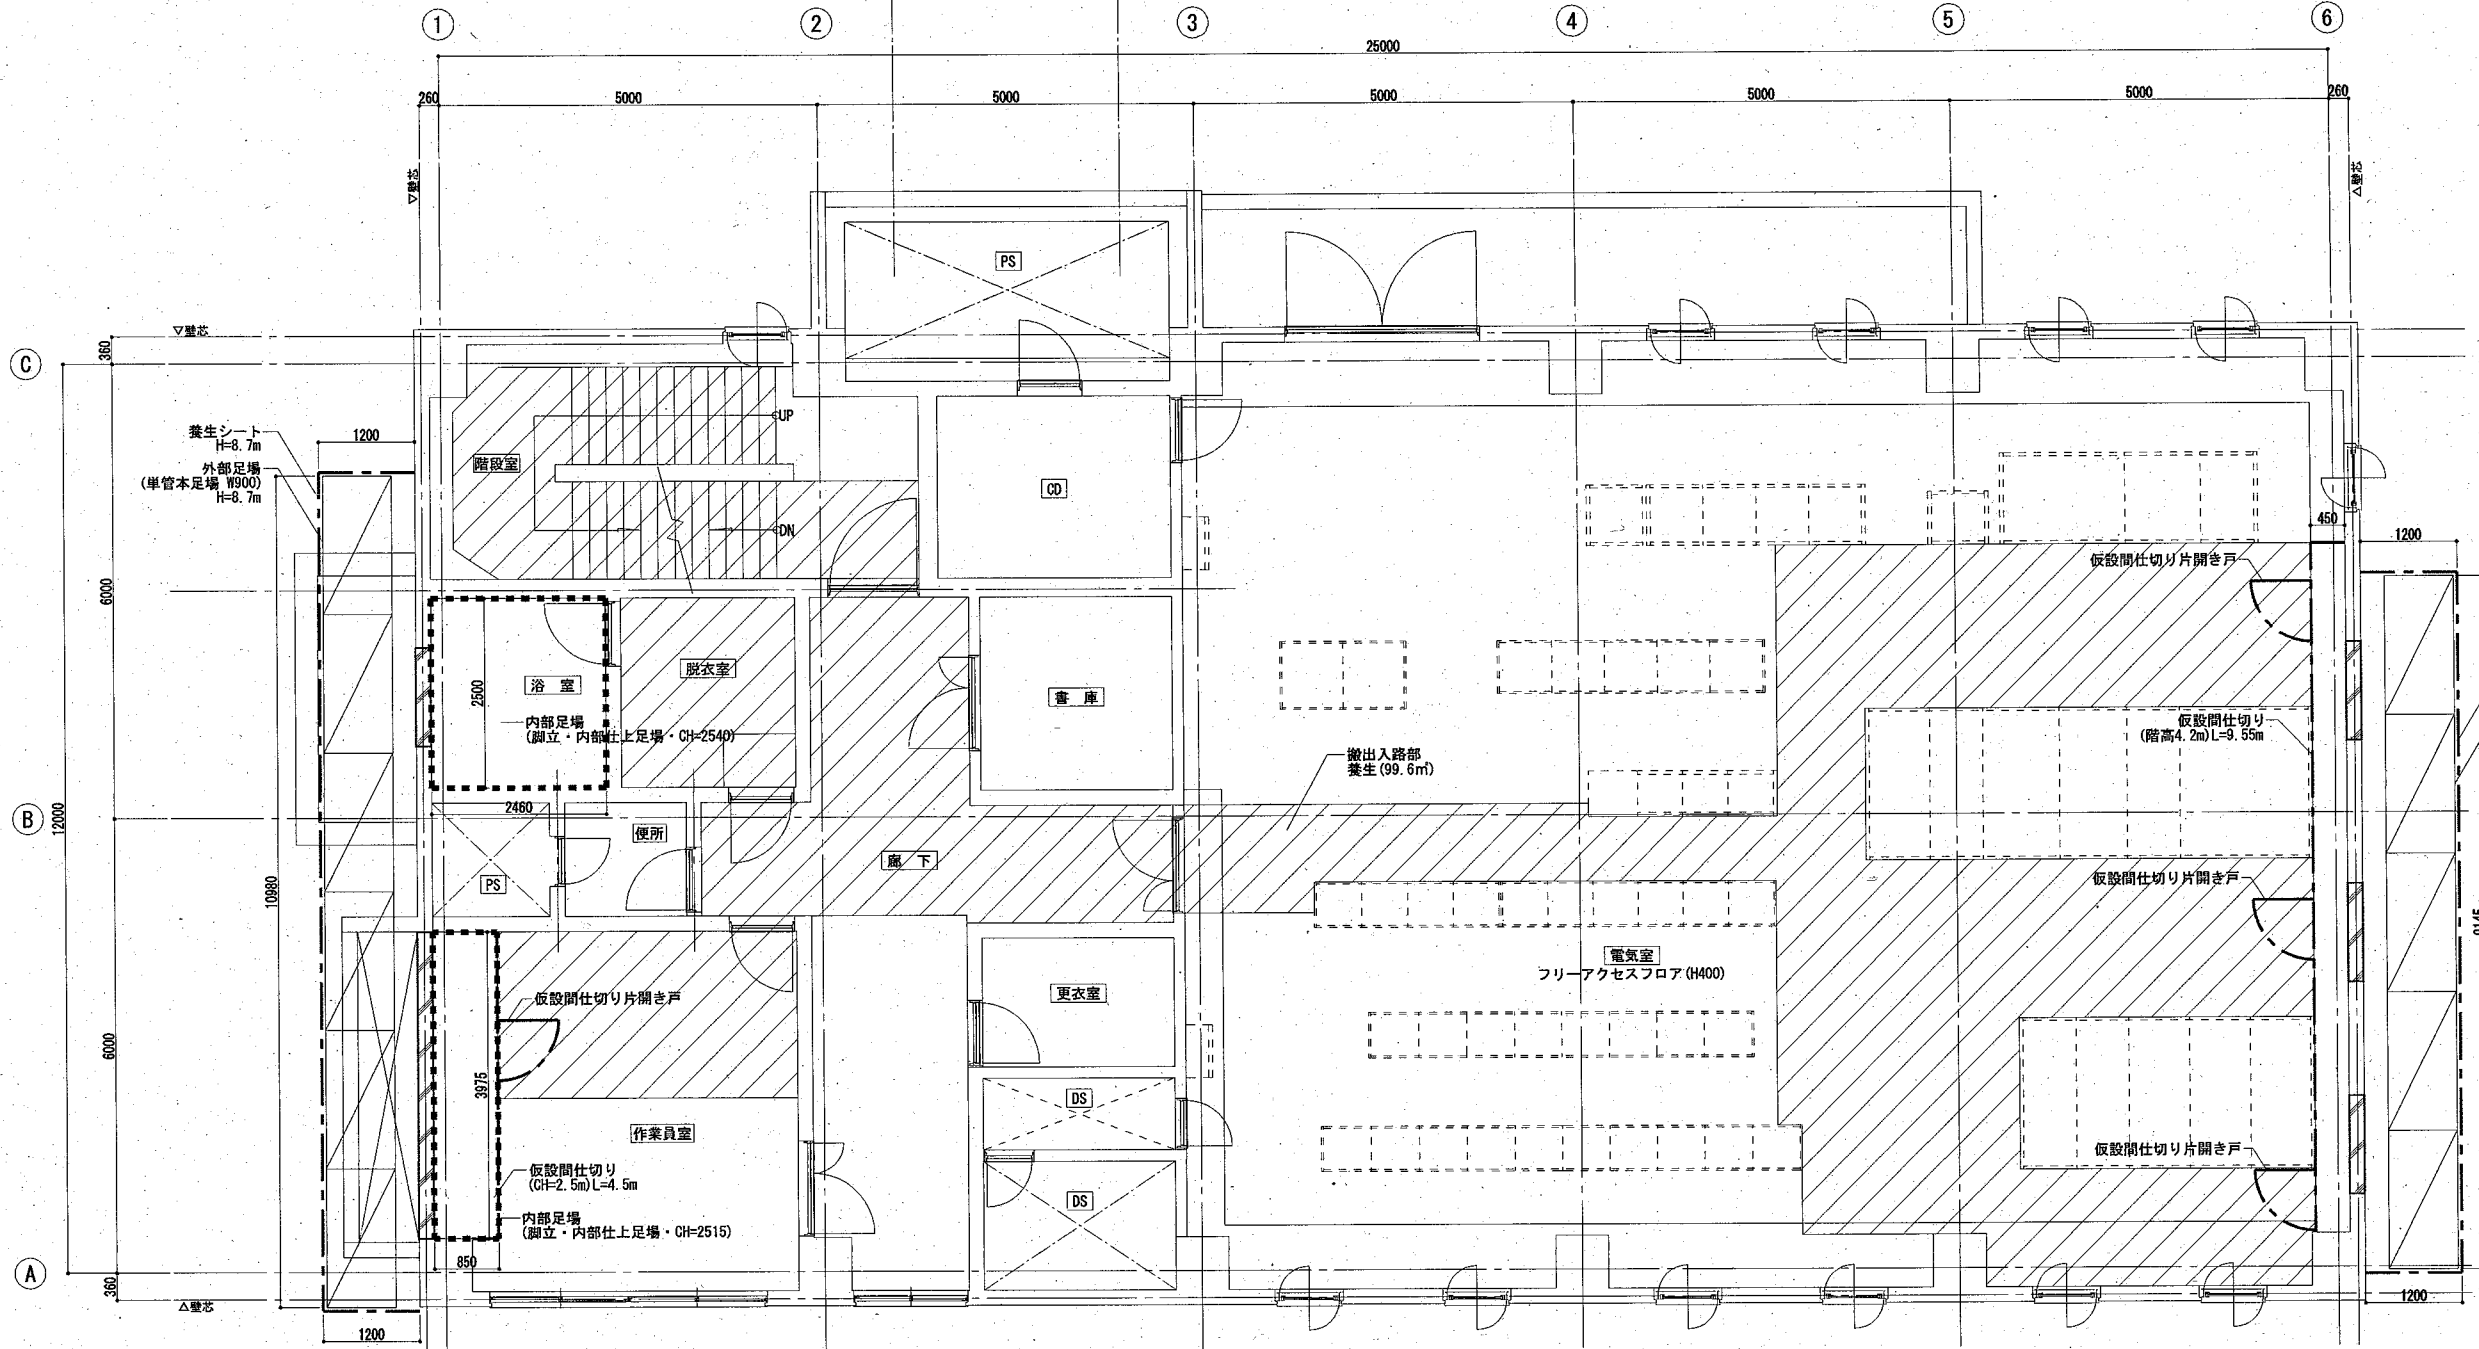 ① ② ③ ④ ⑤ ⑥
25000
260 5000 5000 5000 5000 5000 260
▽壁芯
△壁芯
PS
▽壁芯
360
C
UP
養生シート
H=8.7m
1200
階段室
外部足場
(単管本足場 W900)
H=8.7m
CD
DN
450
1200
仮設間仕切り片開き戸
6000
脱衣室
浴 室
2500
書 庫
内部足場
(脚立・内部仕上足場・CH=2540)
仮設間仕切り
(階高4.2m)L=9.55m
搬出入路部
養生(99.6㎡)
2460
B
12000
便所
廊 下
PS
10980
仮設間仕切り片開き戸
9145
電気室
フリーアクセスフロア(H400)
更衣室
仮設間仕切り片開き戸
6000
3975
DS
作業員室
仮設間仕切り片開き戸
仮設間仕切り
(CH=2.5m)L=4.5m
DS
内部足場
(脚立・内部仕上足場・CH=2515)
850
A
360
△壁芯
1200
1200